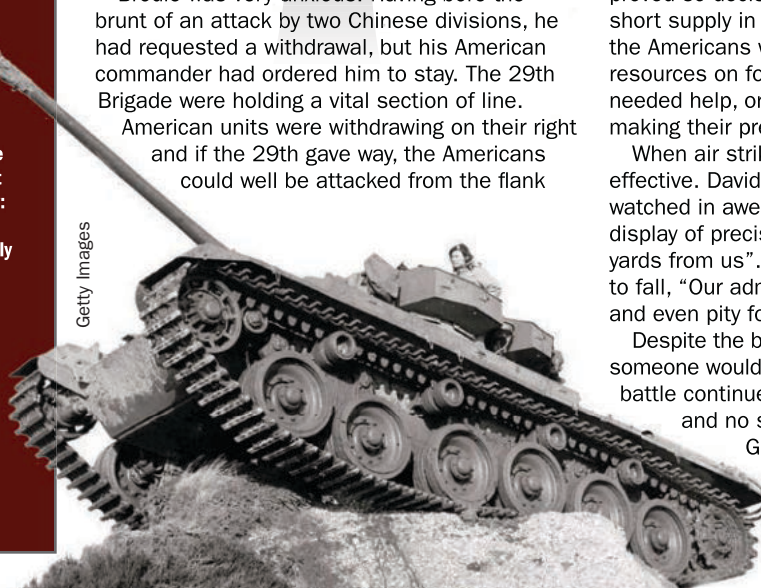 ly
Brodie was very anxious. Having bore the
brunt of an attack by two Chinese divisions, he
had requested a withdrawal, but his American
commander had ordered him to stay. The 29th
Brigade were holding a vital section of line.
American units were withdrawing on their right
and if the 29th gave way, the Americans
could well be attacked from the flank
Getty Images
proved so decis
short supply in
the Americans w
resources on fo
needed help, or
making their pre
When air stri
effective. David
watched in awe
display of precis
yards from us”.
to fall, “Our ad
and even pity fo
Despite the b
someone would
battle continue
and no s
G